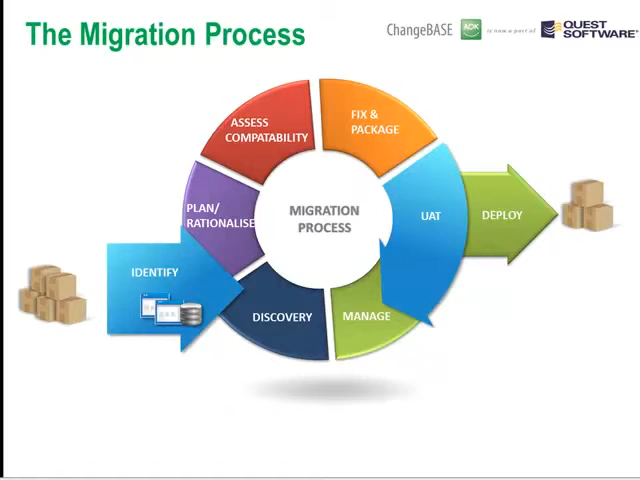 The Migration Process
ChangeBASE
AOK
is now a part of
QUEST
SOFTWARE®
ASSESS
COMPATABILITY
FIX &
PACKAGE
PLAN/
RATIONALISE
MIGRATION
PROCESS
UAT
DEPLOY
IDENTIFY
DISCOVERY
MANAGE